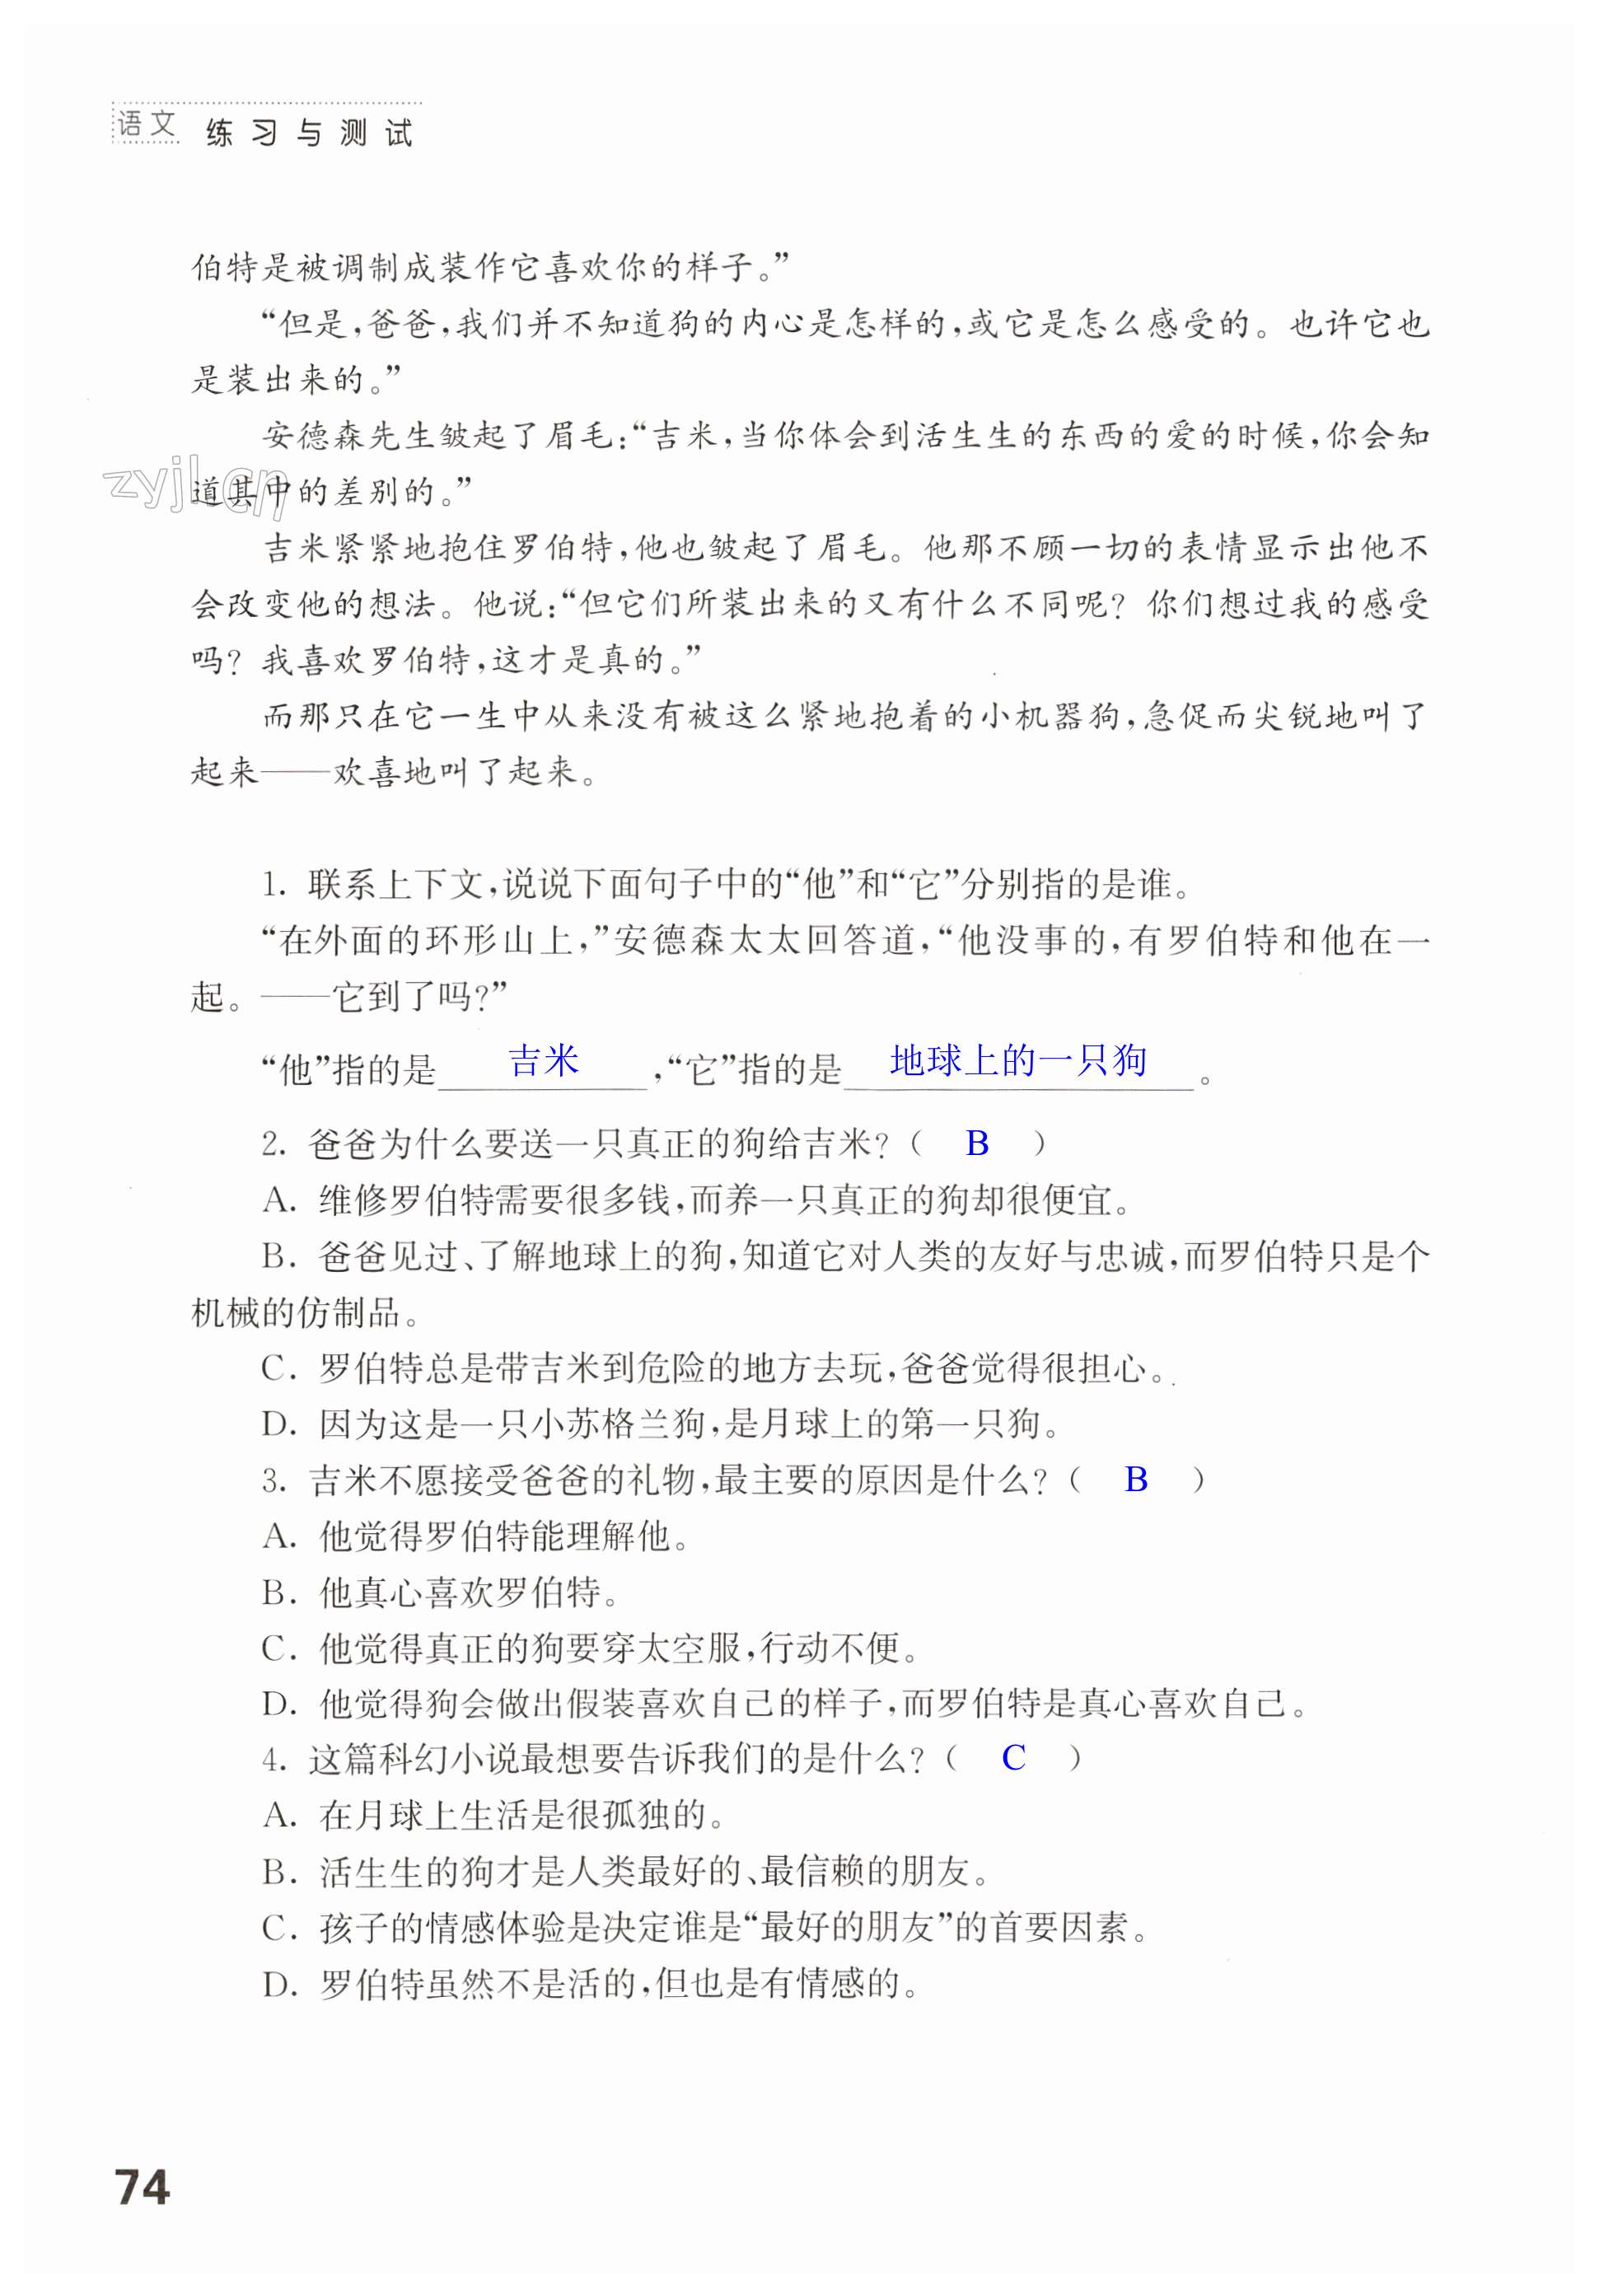 语文 练习与测试
伯特是被调制成装作它喜欢你的样子。”
“但是,爸爸,我们并不知道狗的内心是怎样的,或它是怎么感受的。也许它也
是装出来的。”
安德森先生皱起了眉毛:“吉米,当你体会到活生生的东西的爱的时候,你会知
道其中的差别的。”
zyjl.cn
吉米紧紧地抱住罗伯特,他也皱起了眉毛。他那不顾一切的表情显示出他不
会改变他的想法。他说:“但它们所装出来的又有什么不同呢? 你们想过我的感受
吗? 我喜欢罗伯特,这才是真的。”
而那只在它一生中从来没有被这么紧地抱着的小机器狗,急促而尖锐地叫了
起来——欢喜地叫了起来。
1. 联系上下文,说说下面句子中的“他”和“它”分别指的是谁。
“在外面的环形山上,”安德森太太回答道,“他没事的,有罗伯特和他在一
起。——它到了吗?”
“他”指的是 吉米 ,“它”指的是 地球上的一只狗 。
2. 爸爸为什么要送一只真正的狗给吉米?( B )
A. 维修罗伯特需要很多钱,而养一只真正的狗却很便宜。
B. 爸爸见过、了解地球上的狗,知道它对人类的友好与忠诚,而罗伯特只是个
机械的仿制品。
C. 罗伯特总是带吉米到危险的地方去玩,爸爸觉得很担心。
D. 因为这是一只小苏格兰狗,是月球上的第一只狗。
3. 吉米不愿接受爸爸的礼物,最主要的原因是什么?( B )
A. 他觉得罗伯特能理解他。
B. 他真心喜欢罗伯特。
C. 他觉得真正的狗要穿太空服,行动不便。
D. 他觉得狗会做出假装喜欢自己的样子,而罗伯特是真心喜欢自己。
4. 这篇科幻小说最想要告诉我们的是什么?( C )
A. 在月球上生活是很孤独的。
B. 活生生的狗才是人类最好的、最信赖的朋友。
C. 孩子的情感体验是决定谁是“最好的朋友”的首要因素。
D. 罗伯特虽然不是活的,但也是有情感的。
74